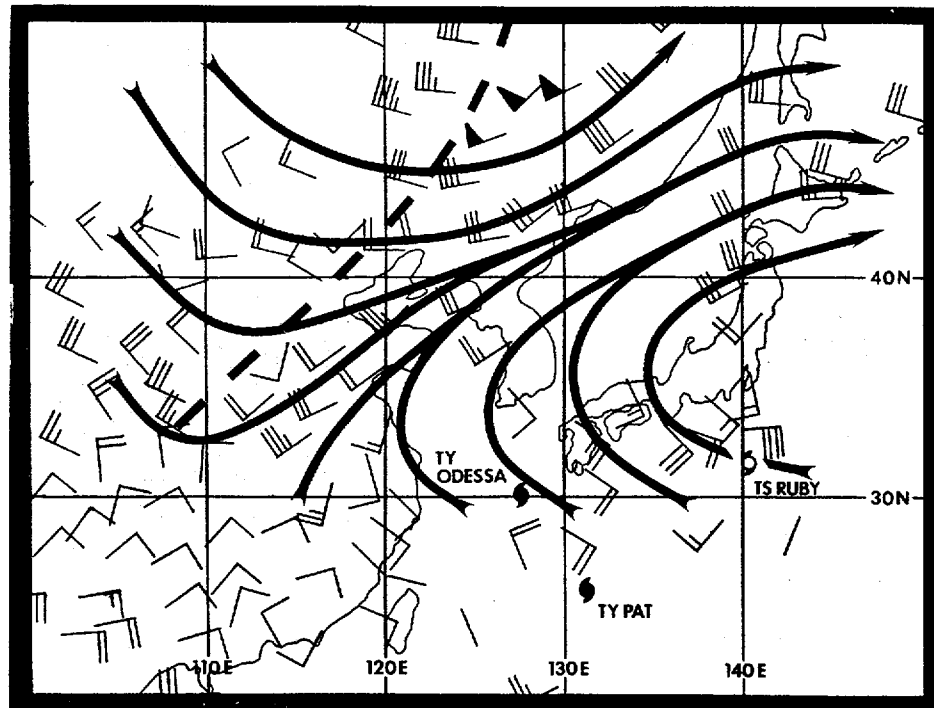 40N
TY
ODESSA
TS RUBY
30N
TY PAT
110E
120E
130E
140E